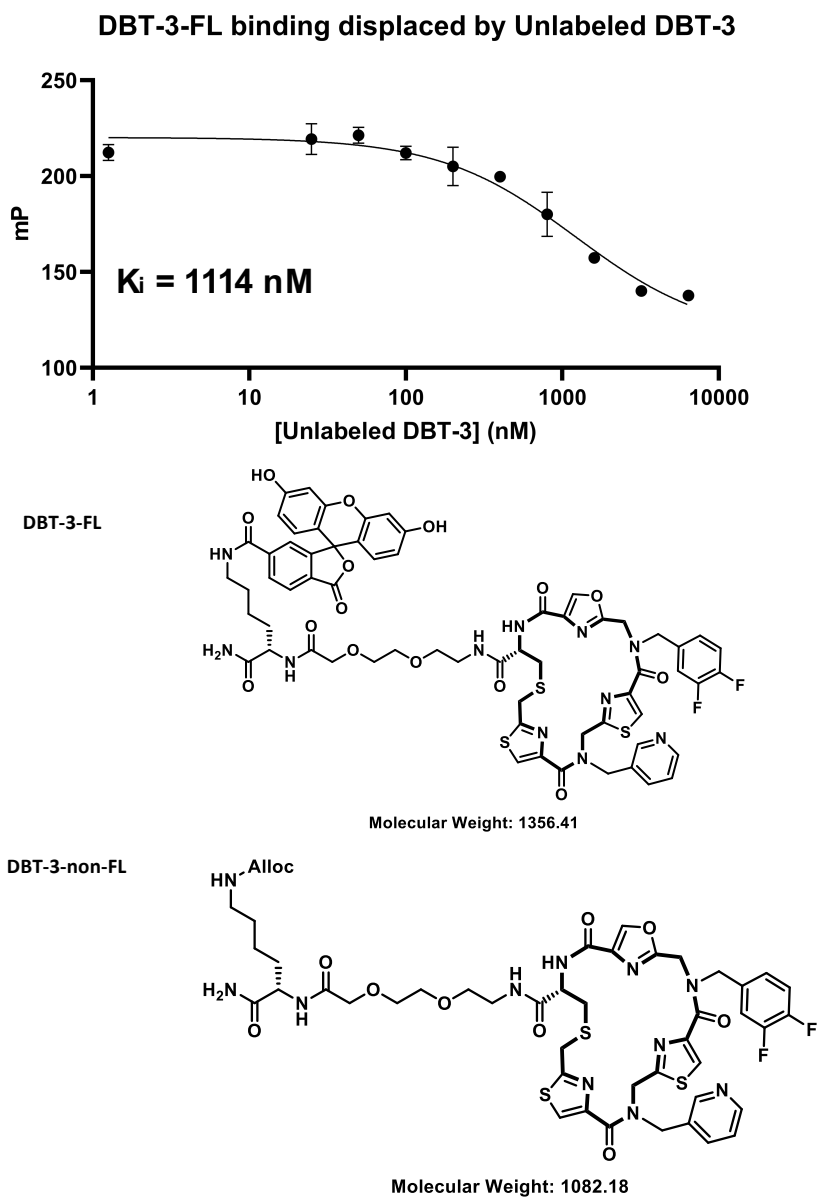 DBT-3-FL binding displaced by Unlabeled DBT-3
250
200
150
100
mP
Ki = 1114 nM
1 10 100 1000 10000
[Unlabeled DBT-3] (nM)
DBT-3-FL
HO
O
OH
O
HN
O
O
H2N
O
N
H
O
O
O
H
N
O
HN
O
O
N
N
O
F
F
S
N
S
S
N
N
O
N
Molecular Weight: 1356.41
DBT-3-non-FL
HN
Alloc
H2N
O
N
H
O
O
O
H
N
O
HN
O
O
N
N
O
F
F
S
N
S
S
N
N
O
N
Molecular Weight: 1082.18